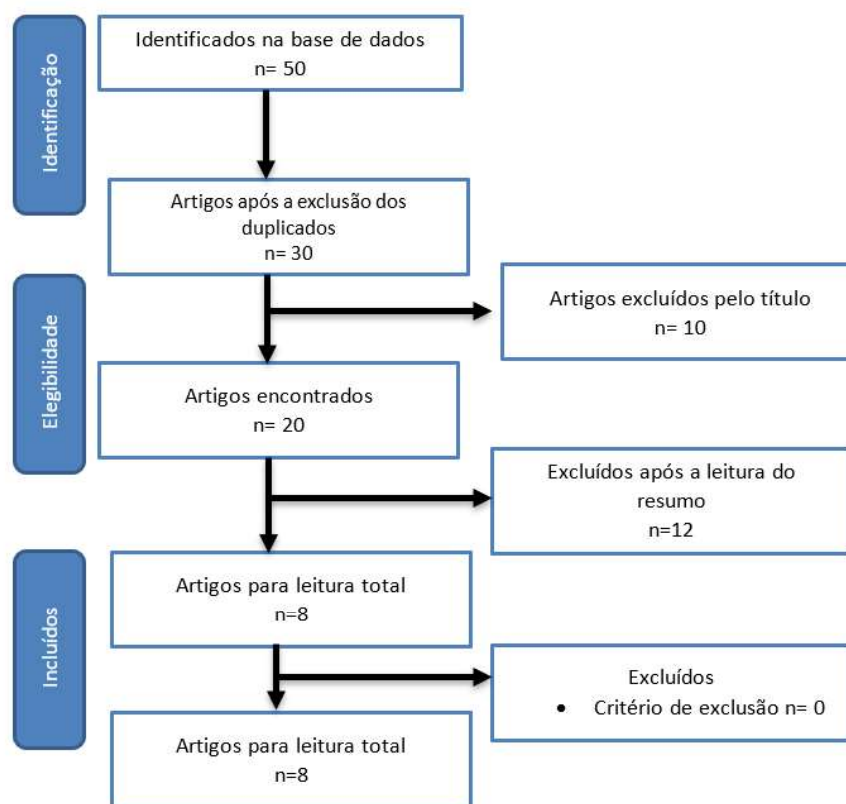 Identificação
Identificados na base de dados
n= 50
Artigos após a exclusão dos
duplicados
n= 30
Elegibilidade
Artigos excluídos pelo título
n= 10
Artigos encontrados
n= 20
Excluídos após a leitura do
resumo
n=12
Incluídos
Artigos para leitura total
n=8
Excluídos
• Critério de exclusão n= 0
Artigos para leitura total
n=8